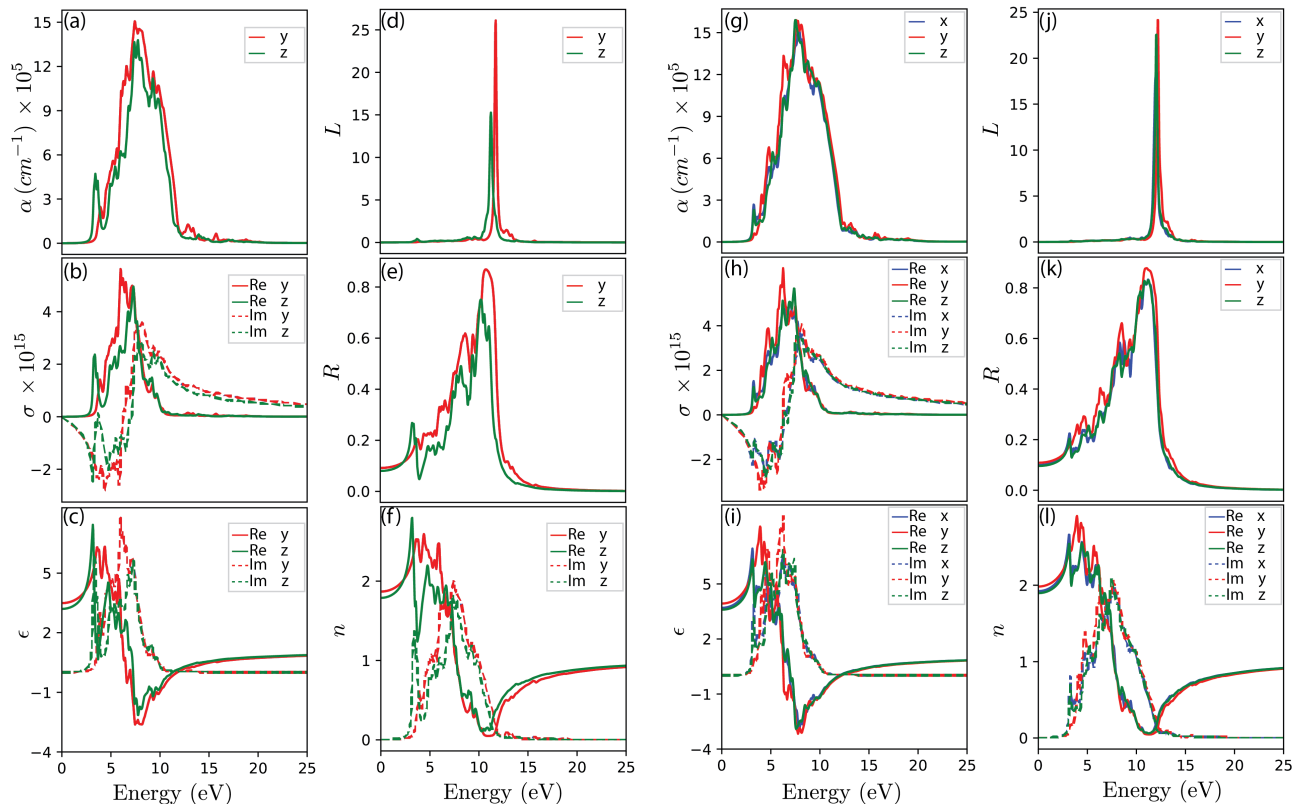 (a)
15
12
9
6
3
0
α (cm⁻¹) × 10⁵
y
z
(b)
4
2
0
−2
σ × 10¹⁵
Re y
Re z
Im y
Im z
(c)
5
2
−1
−4
ϵ
Re y
Re z
Im y
Im z
0 5 10 15 20 25
Energy (eV)
(d)
25
20
15
10
5
0
L
y
z
(e)
0.8
0.6
0.4
0.2
0.0
R
y
z
(f)
2
1
0
n
Re y
Re z
Im y
Im z
0 5 10 15 20 25
Energy (eV)
(g)
15
12
9
6
3
0
α (cm⁻¹) × 10⁵
x
y
z
(h)
4
2
0
−2
σ × 10¹⁵
Re x
Re y
Re z
Im x
Im y
Im z
(i)
5
2
−1
−4
ϵ
Re x
Re y
Re z
Im x
Im y
Im z
0 5 10 15 20 25
Energy (eV)
(j)
25
20
15
10
5
0
L
x
y
z
(k)
0.8
0.6
0.4
0.2
0.0
R
x
y
z
(l)
2
1
0
n
Re x
Re y
Re z
Im x
Im y
Im z
0 5 10 15 20 25
Energy (eV)